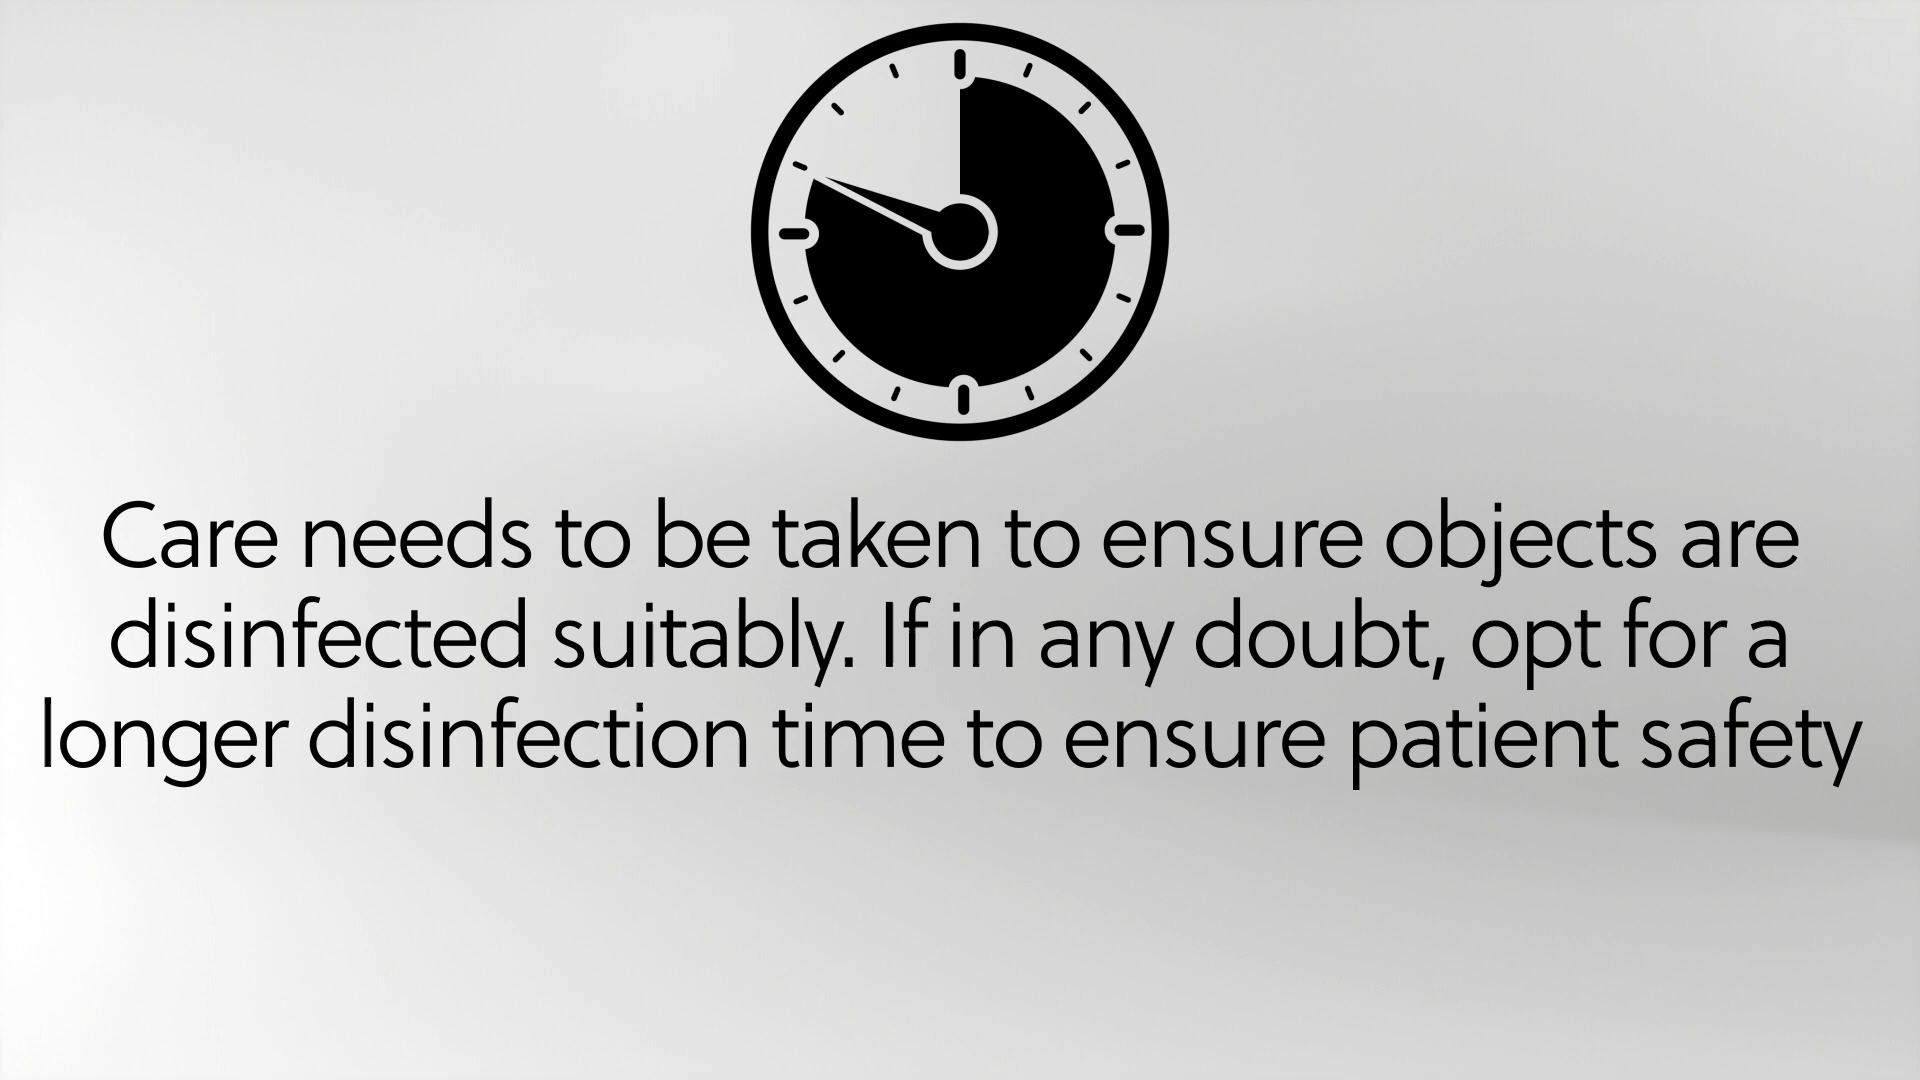 Care needs to be taken to ensure objects are
disinfected suitably. If in any doubt, opt for a
longer disinfection time to ensure patient safety